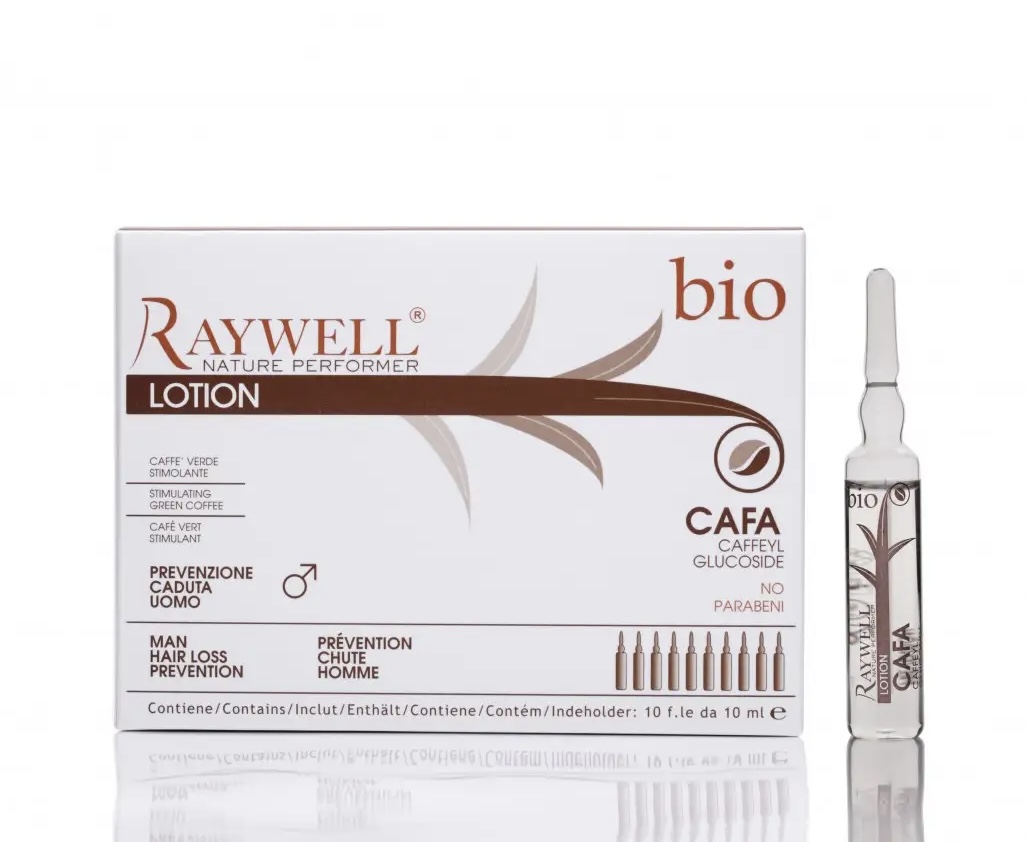 bio
RAYWELL®
NATURE PERFORMER
LOTION
CAFFE' VERDE
STIMOLANTE
STIMULATING
GREEN COFFEE
CAFÉ VERT
STIMULANT
CAFA
CAFFEYL
GLUCOSIDE
NO
PARABENI
PREVENZIONE
CADUTA
UOMO
MAN
HAIR LOSS
PREVENTION
PRÉVENTION
CHUTE
HOMME
Contiene/Contains/Inclut/Enthält/Contiene/Contém/Indeholder: 10 f.le da 10 ml ℮
bio
RAYWELL
NATURE PERFORMER
LOTION
CAFA
CAFFEYL